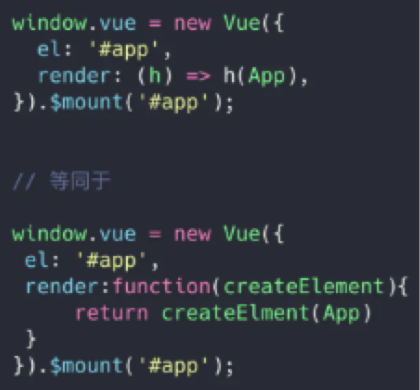 window.vue = new Vue({
  el: '#app',
  render: (h) => h(App),
}).$mount('#app');
// 等同于
window.vue = new Vue({
 el: '#app',
 render:function(createElement){
     return createElment(App)
 }
}).$mount('#app');